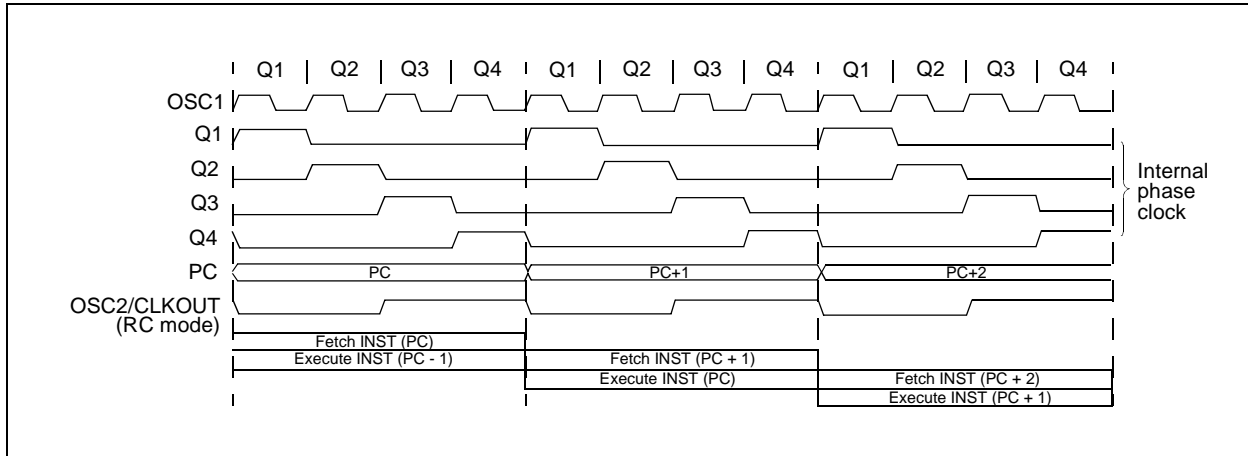 Q1 | Q2 | Q3 | Q4 | Q1 | Q2 | Q3 | Q4 | Q1 | Q2 | Q3 | Q4
OSC1
Q1
Q2
Q3
Q4
Internal
phase
clock
PC
PC PC+1 PC+2
OSC2/CLKOUT
(RC mode)
Fetch INST (PC)
Execute INST (PC - 1) Fetch INST (PC + 1)
Execute INST (PC) Fetch INST (PC + 2)
Execute INST (PC + 1)